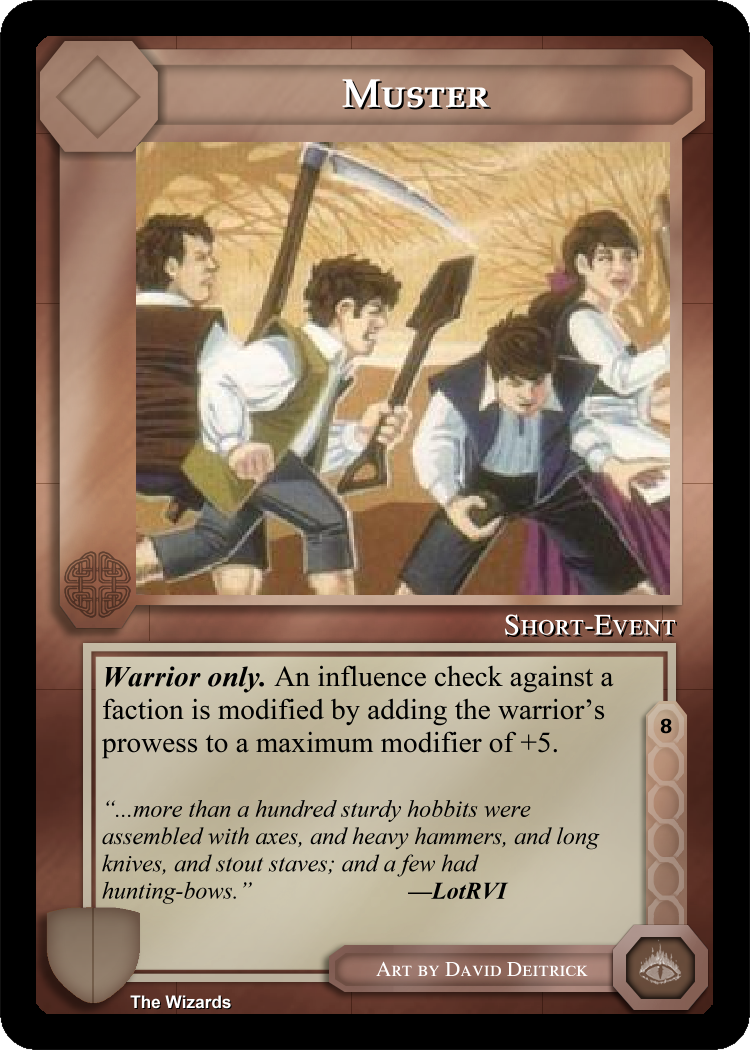 MUSTER
SHORT-EVENT
Warrior only. An influence check against a
faction is modified by adding the warrior’s
prowess to a maximum modifier of +5.
8
“...more than a hundred sturdy hobbits were
assembled with axes, and heavy hammers, and long
knives, and stout staves; and a few had
hunting-bows.” —LotRVI
ART BY DAVID DEITRICK
The Wizards